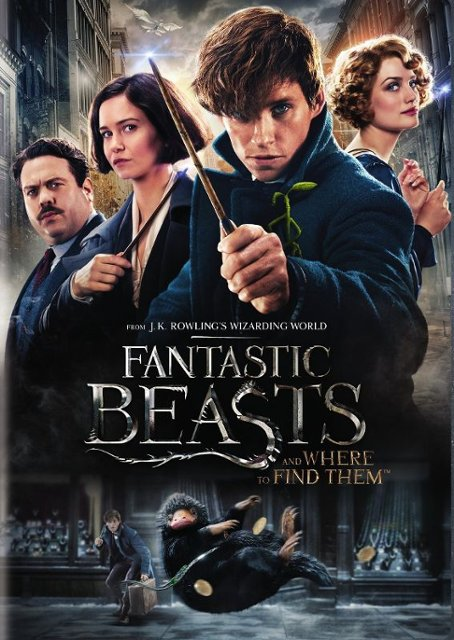 FROM J.K. ROWLING'S WIZARDING WORLD
FANTASTIC
BEASTS
AND WHERE
TO FIND THEM™